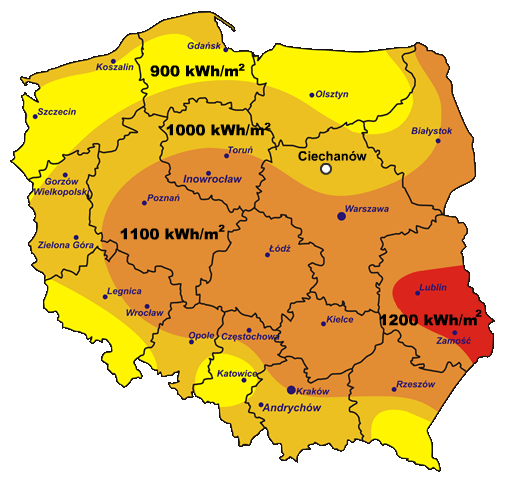 Gdańsk
Koszalin
900 kWh/m²
Olsztyn
Szczecin
1000 kWh/m²
Białystok
Toruń
Ciechanów
Gorzów
Wielkopolski
Inowrocław
Poznań
Warszawa
1100 kWh/m²
Zielona Góra
Łódź
Legnica
Lublin
Wrocław
1200 kWh/m²
Kielce
Opole
Częstochowa
Zamość
Katowice
Kraków
Rzeszów
Andrychów